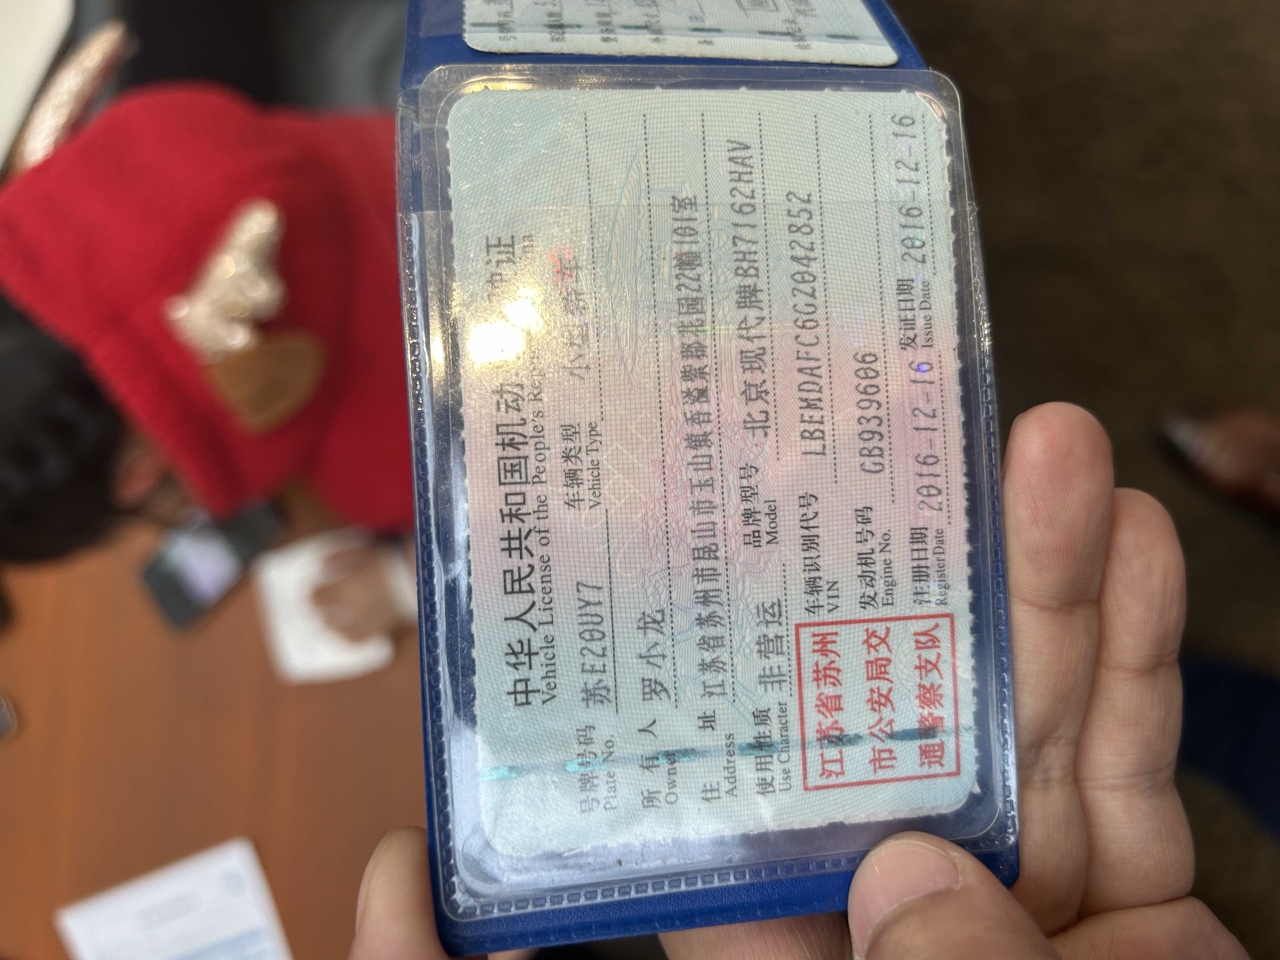 中华人民共和国机动
Vehicle License of the People's Rep
号牌号码 苏E20UY7 车辆类型 小型轿车
Plate No. Vehicle Type
所有人 罗小龙
Owner
住址 江苏省苏州市昆山市玉山镇香溢紫郡花园22幢101室
Address
使用性质 非营运 品牌型号 北京现代牌BH7162HAV
Use Character Model
江苏省苏州
市公安局交
通警察支队
车辆识别代号 LBEMDAFC6GZ042852
VIN
发动机号码 GB939606
Engine No.
注册日期 2016-12-16 发证日期 2016-12-16
Register Date Issue Date